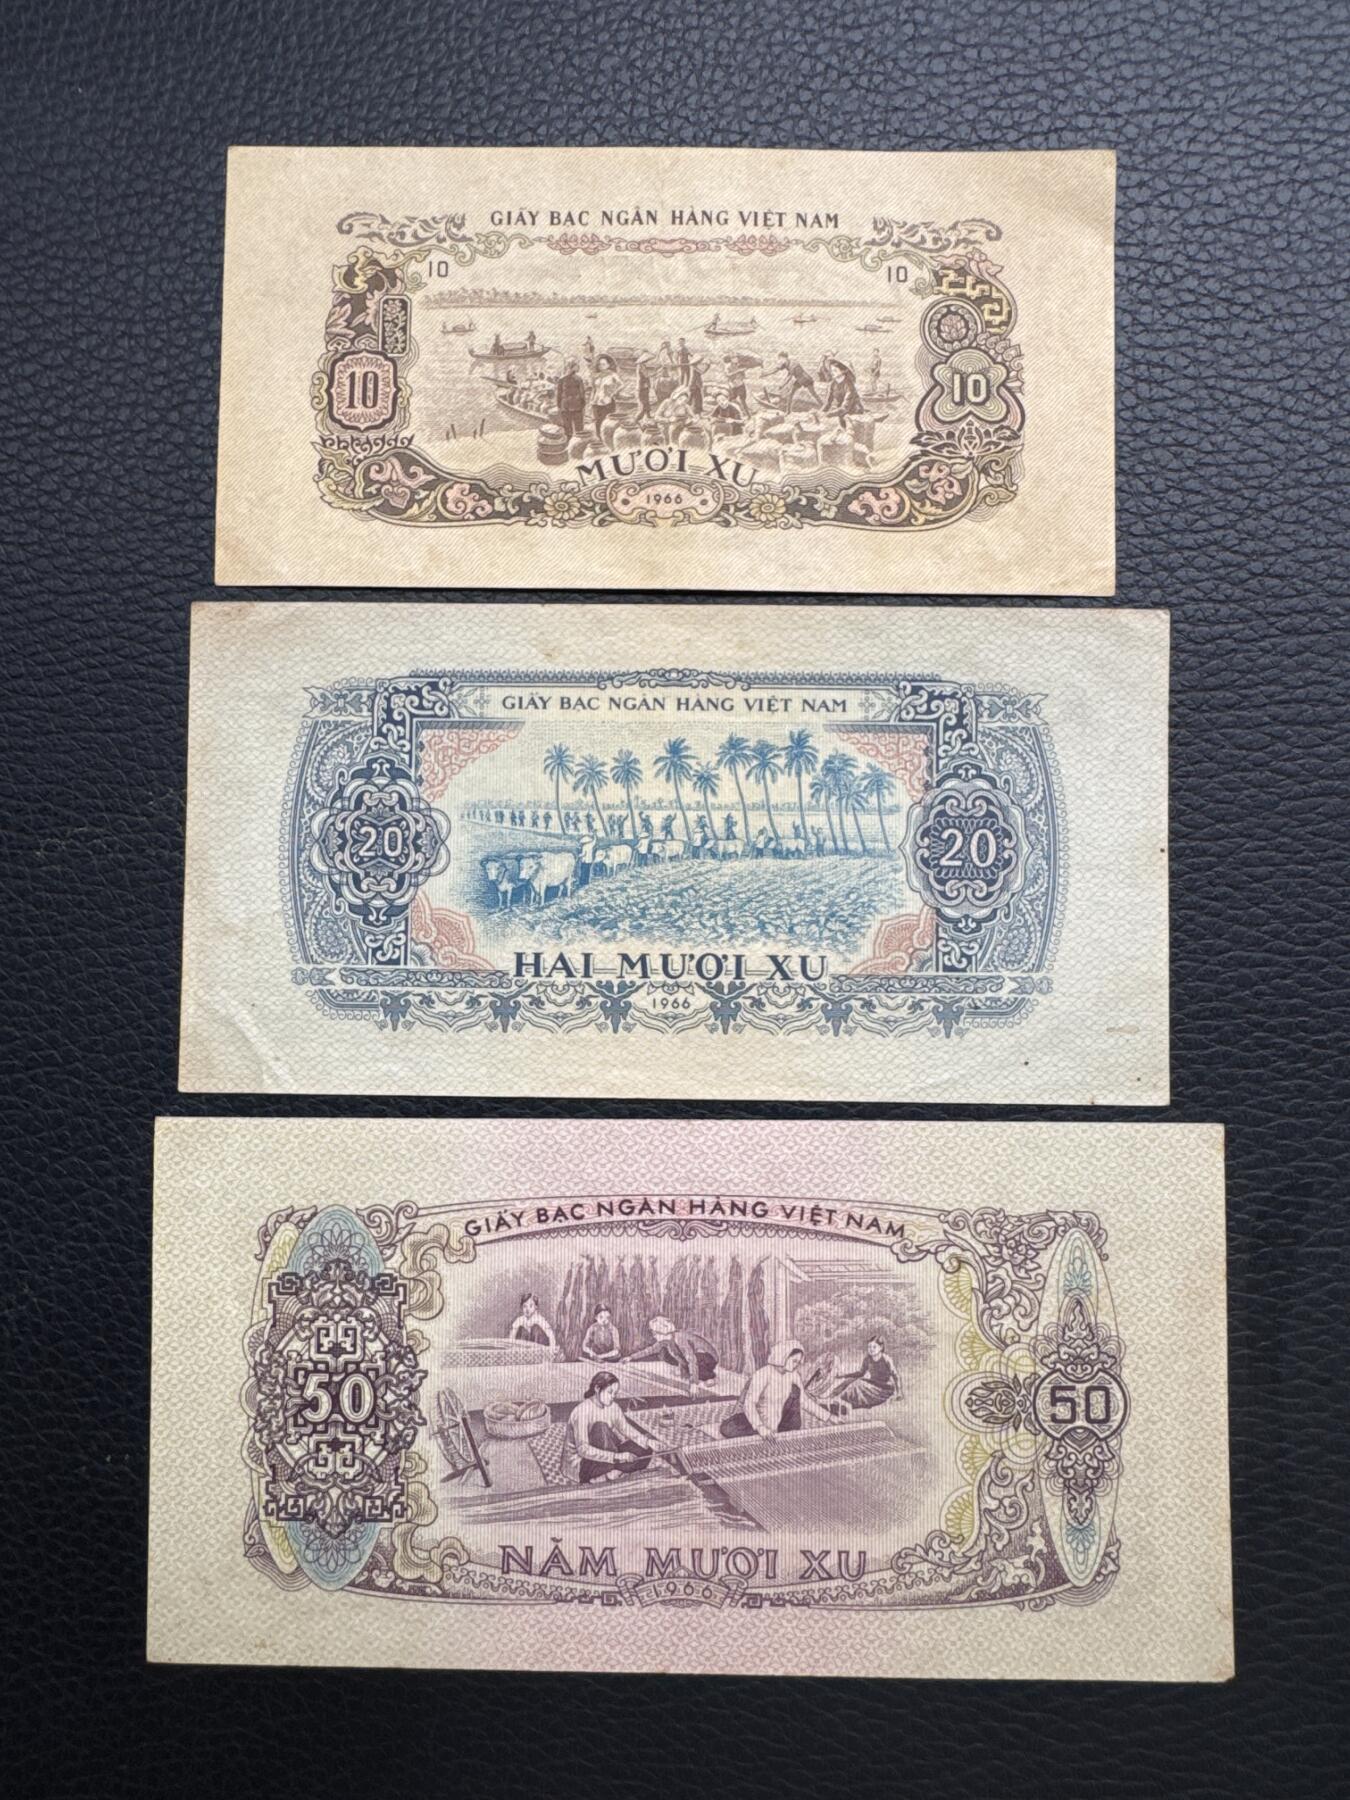 GIẤY BẠC NGÂN HÀNG VIỆT NAM
10 10
10 10
MƯỜI XU
1966
GIẤY BẠC NGÂN HÀNG VIỆT NAM
20 20
HAI MƯƠI XU
1966
GIẤY BẠC NGÂN HÀNG VIỆT NAM
50 50
NĂM MƯƠI XU
1966